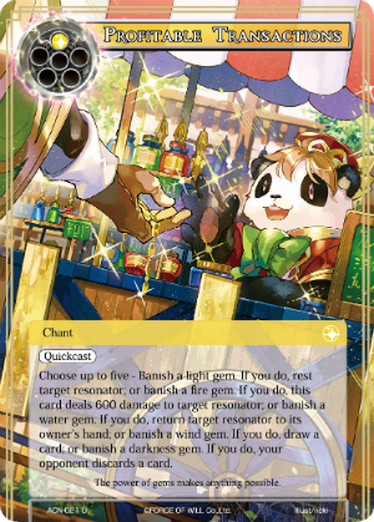 Profitable Transactions
Chant
Quickcast
Choose up to five - Banish a light gem. If you do, rest
target resonator; or banish a fire gem. If you do, this
card deals 600 damage to target resonator; or banish a
water gem. If you do, return target resonator to its
owner's hand; or banish a wind gem. If you do, draw a
card; or banish a darkness gem. If you do, your
opponent discards a card.
The power of gems makes anything possible.
©FORCE OF WILL Co.,Ltd.